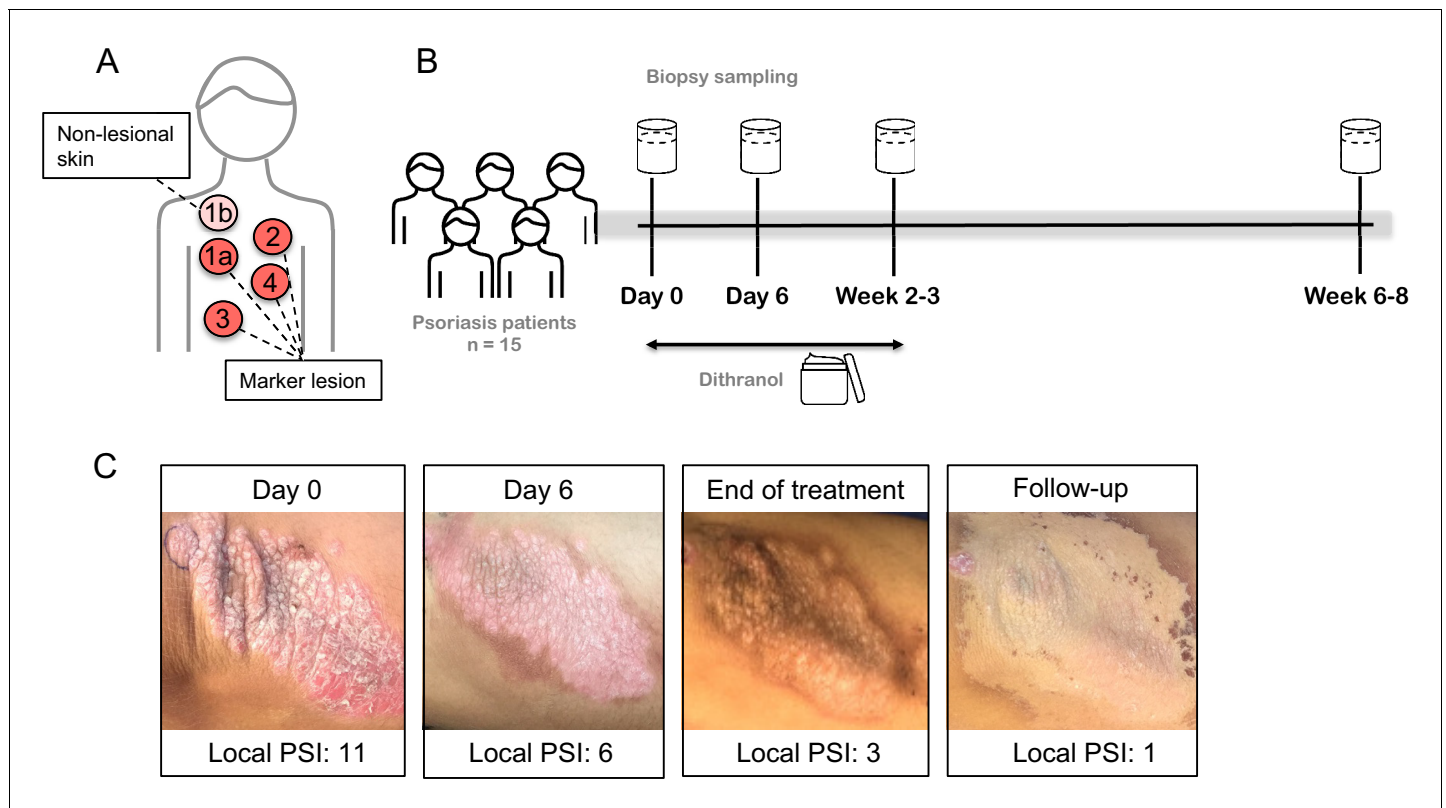 A
Non-lesional
skin
1b
2
1a
4
3
Marker lesion
B
Biopsy sampling
Psoriasis patients
n = 15
Day 0
Day 6
Week 2-3
Week 6-8
Dithranol
C
Day 0
Local PSI: 11
Day 6
Local PSI: 6
End of treatment
Local PSI: 3
Follow-up
Local PSI: 1